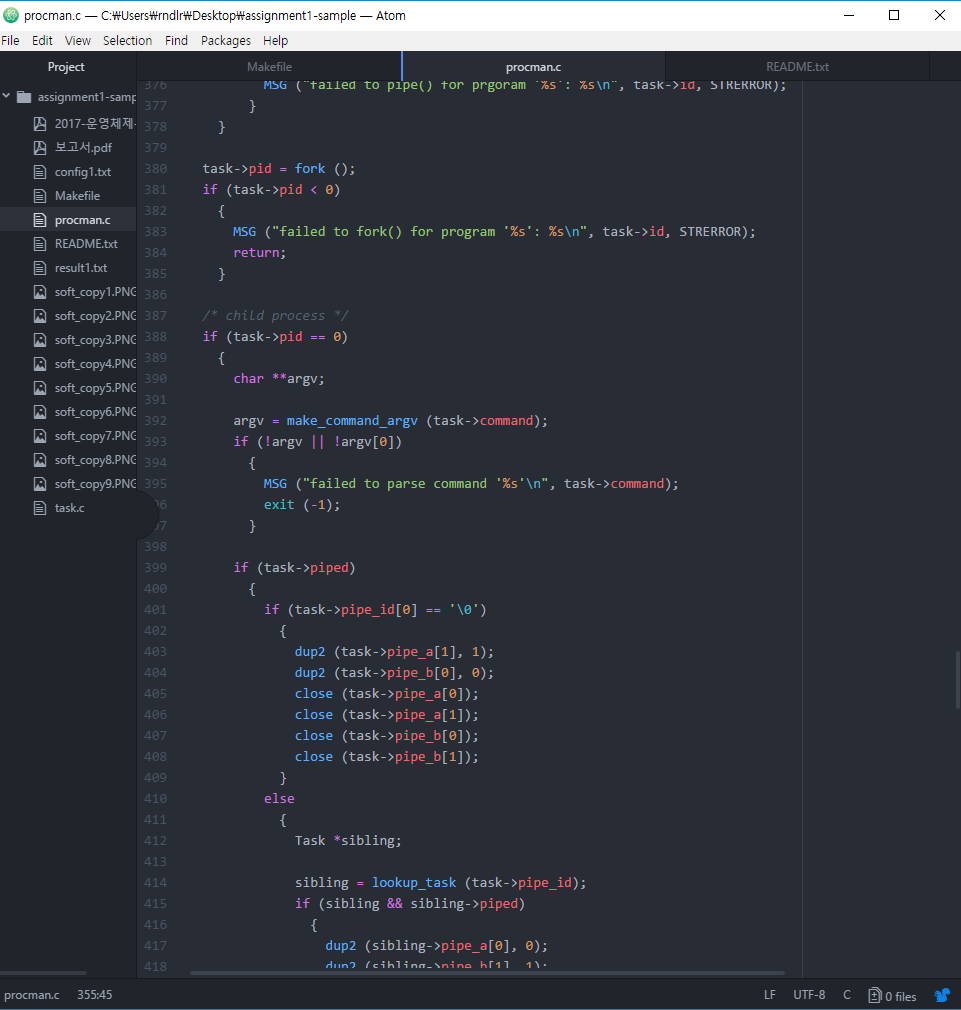 procman.c — C:₩Users₩rndlr₩Desktop₩assignment1-sample — Atom
File Edit View Selection Find Packages Help
Project
assignment1-samp
2017-운영체제-
보고서.pdf
config1.txt
Makefile
procman.c
README.txt
result1.txt
soft_copy1.PNG
soft_copy2.PNG
soft_copy3.PNG
soft_copy4.PNG
soft_copy5.PNG
soft_copy6.PNG
soft_copy7.PNG
soft_copy8.PNG
soft_copy9.PNG
task.c
Makefile procman.c README.txt
376 MSG ("failed to pipe() for prgoram '%s': %s\n", task->id, STRERROR);
377 }
378 }
379
380 task->pid = fork ();
381 if (task->pid < 0)
382 {
383 MSG ("failed to fork() for program '%s': %s\n", task->id, STRERROR);
384 return;
385 }
386
387 /* child process */
388 if (task->pid == 0)
389 {
390 char **argv;
391
392 argv = make_command_argv (task->command);
393 if (!argv || !argv[0])
394 {
395 MSG ("failed to parse command '%s'\n", task->command);
96 exit (-1);
97 }
398
399 if (task->piped)
400 {
401 if (task->pipe_id[0] == '\0')
402 {
403 dup2 (task->pipe_a[1], 1);
404 dup2 (task->pipe_b[0], 0);
405 close (task->pipe_a[0]);
406 close (task->pipe_a[1]);
407 close (task->pipe_b[0]);
408 close (task->pipe_b[1]);
409 }
410 else
411 {
412 Task *sibling;
413
414 sibling = lookup_task (task->pipe_id);
415 if (sibling && sibling->piped)
416 {
417 dup2 (sibling->pipe_a[0], 0);
418 dup2 (sibling->pipe_b[1], 1);
procman.c 355:45 LF UTF-8 C 0 files